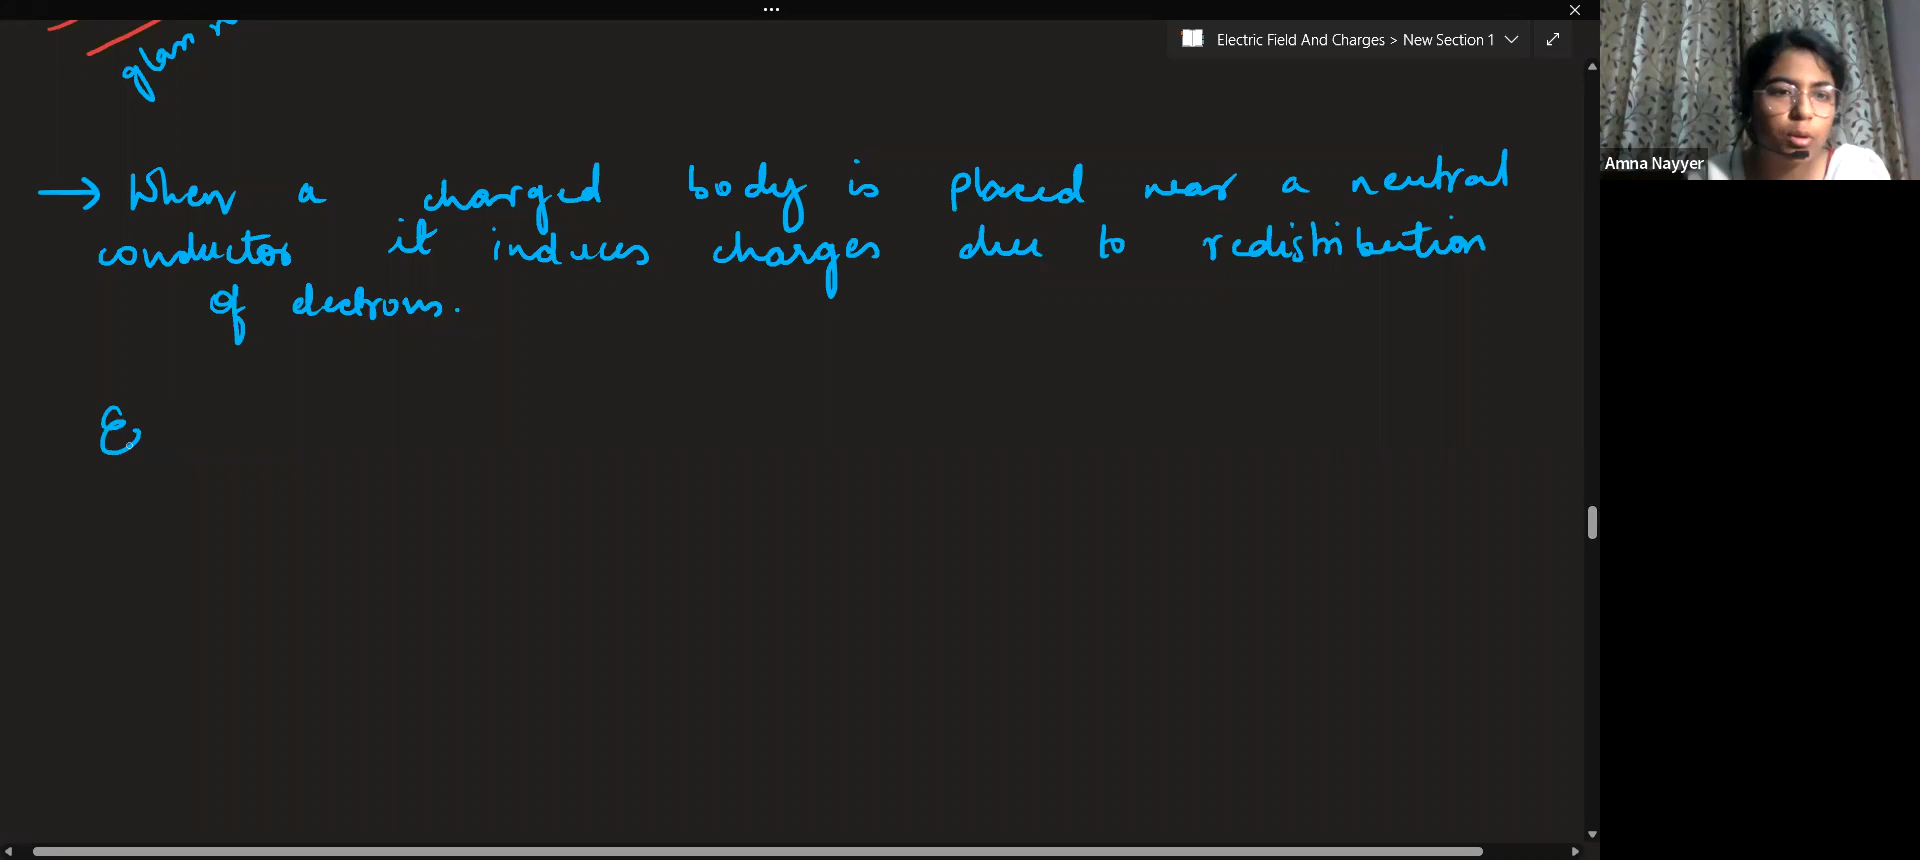 Electric Field And Charges > New Section 1
glass
→ When a charged body is placed near a neutral
conductor it induces charges due to redistribution
of electrons.
E
Amna Nayyer